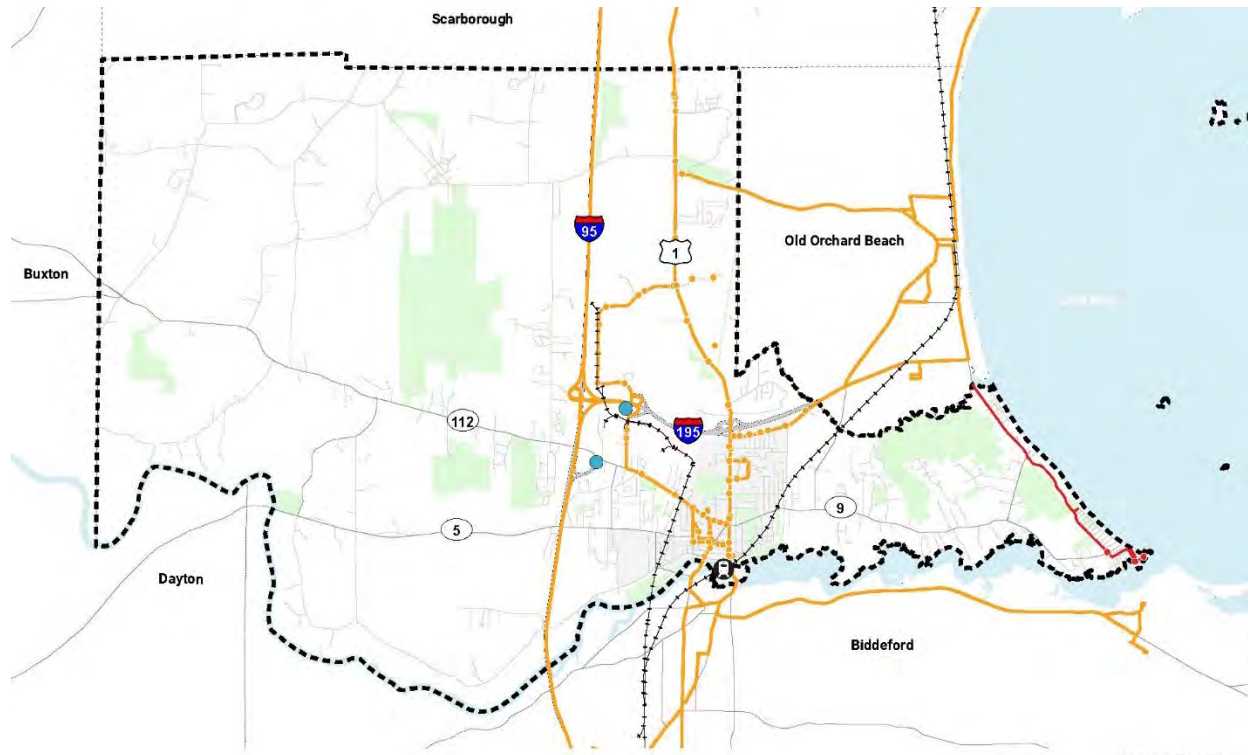 Scarborough
95
1
Old Orchard Beach
Buxton
112
195
9
5
Dayton
Biddeford